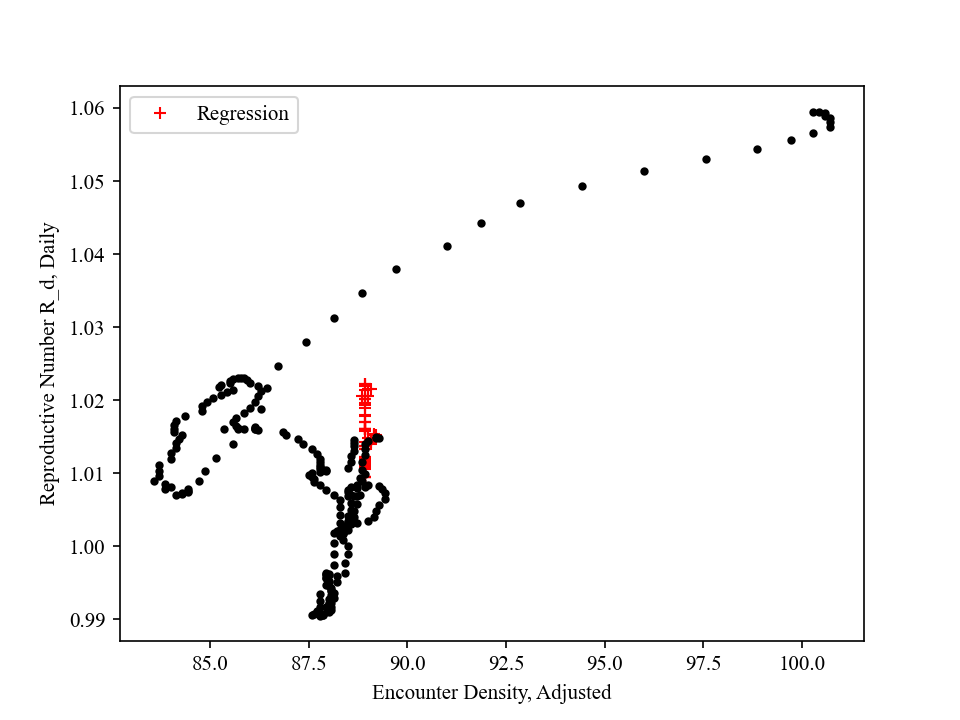 Regression
1.06
1.05
1.04
1.03
1.02
1.01
1.00
0.99
Reproductive Number R_d, Daily
85.0 87.5 90.0 92.5 95.0 97.5 100.0
Encounter Density, Adjusted